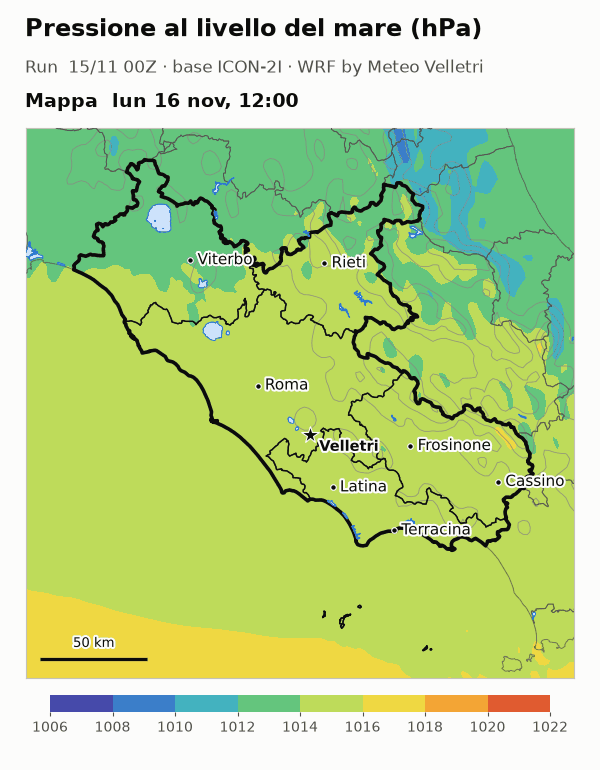 Pressione al livello del mare (hPa)
Run  15/11 00Z · base ICON-2I · WRF by Meteo Velletri
Mappa  lun 16 nov, 12:00
Viterbo
Rieti
Roma
Velletri
Frosinone
Cassino
Latina
Terracina
50 km
1006 1008 1010 1012 1014 1016 1018 1020 1022